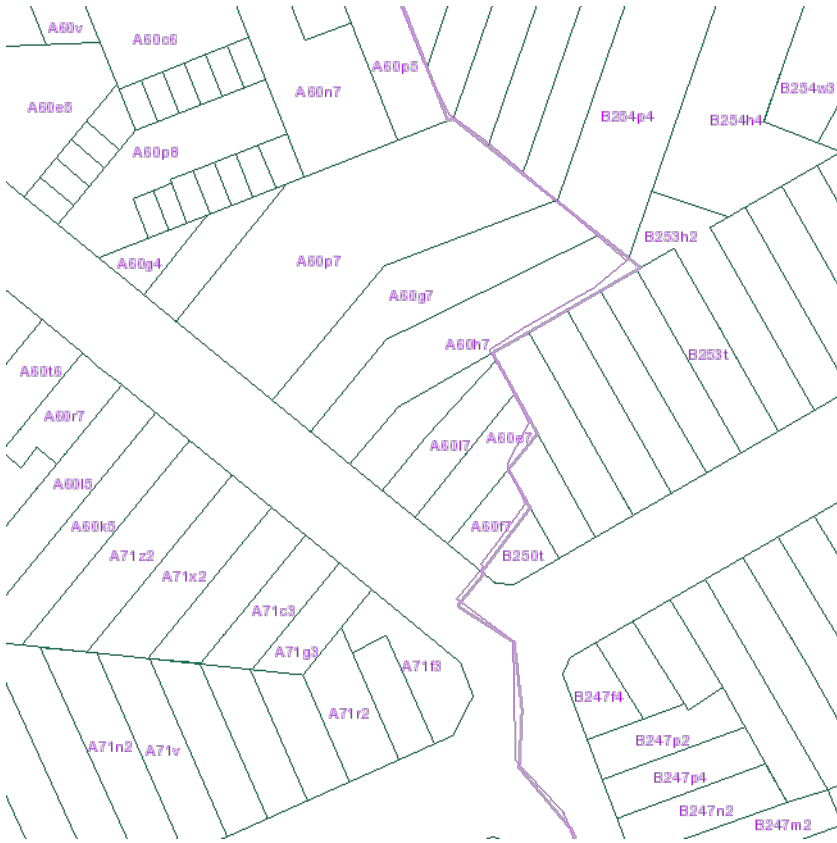 A60v
A60c6
A60p5
B254w3
A60n7
A60e5
B254p4
B254h4
A60p8
B253h2
A60g4
A60p7
A60g7
A60h7
B253t
A60t6
A60r7
A60l7
A60e7
A60l5
A60k5
A60f7
A71z2
B250t
A71x2
A71c3
A71g3
A71f3
B247f4
A71r2
A71n2
A71v
B247p2
B247p4
B247n2
B247m2